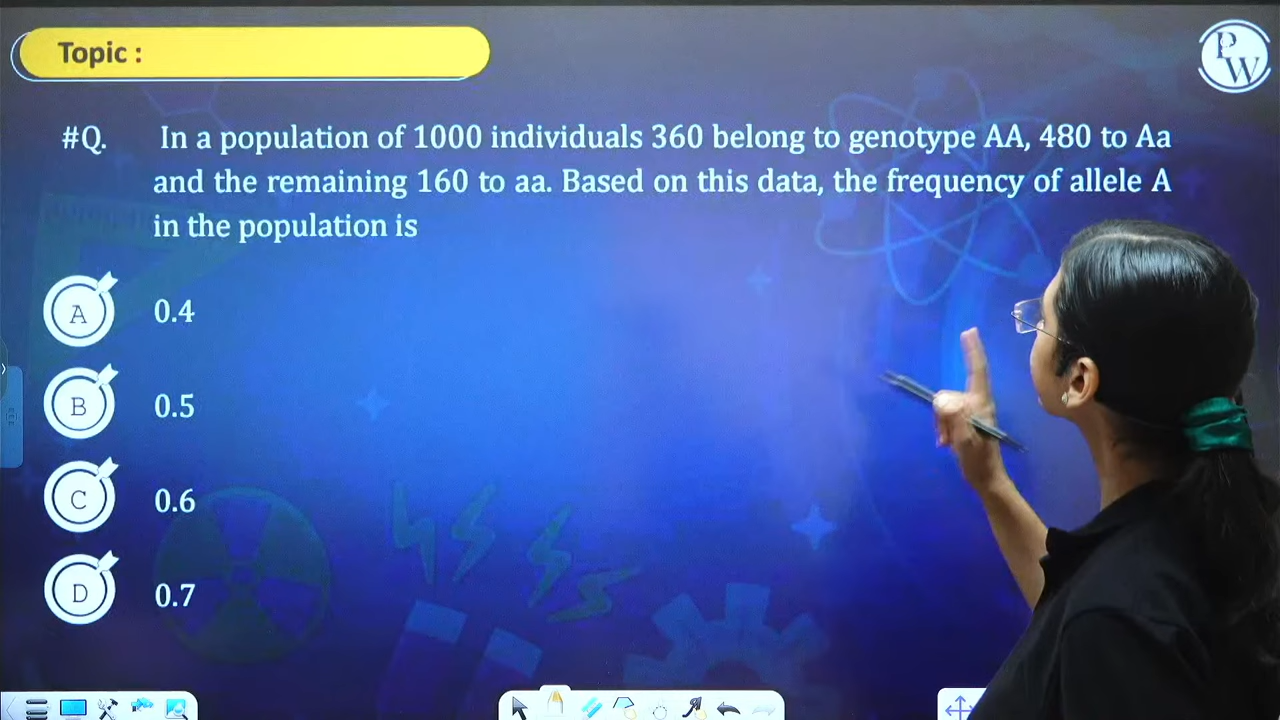 Topic :
PW
#Q. In a population of 1000 individuals 360 belong to genotype AA, 480 to Aa
and the remaining 160 to aa. Based on this data, the frequency of allele A
in the population is
A 0.4
B 0.5
C 0.6
D 0.7